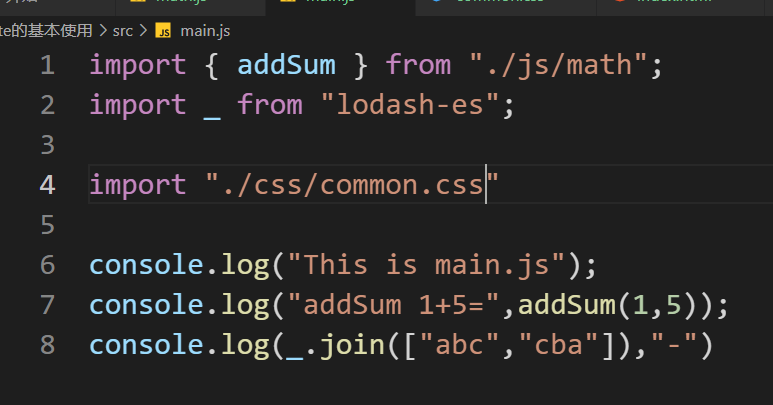 te的基本使用 > src > JS main.js
1 import { addSum } from "./js/math";
2 import _ from "lodash-es";
3
4 import "./css/common.css"
5
6 console.log("This is main.js");
7 console.log("addSum 1+5=",addSum(1,5));
8 console.log(_.join(["abc","cba"]),"-")